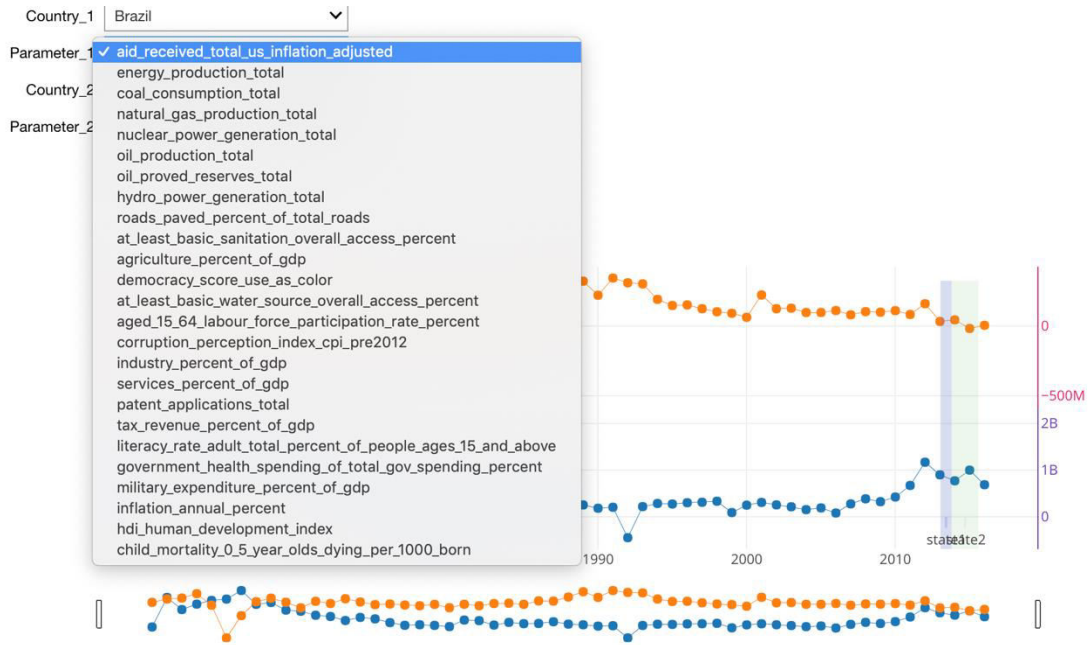 Country_1 Brazil
Parameter_1 ✓ aid_received_total_us_inflation_adjusted
energy_production_total
Country_2 coal_consumption_total
natural_gas_production_total
Parameter_2 nuclear_power_generation_total
oil_production_total
oil_proved_reserves_total
hydro_power_generation_total
roads_paved_percent_of_total_roads
at_least_basic_sanitation_overall_access_percent
agriculture_percent_of_gdp
democracy_score_use_as_color
at_least_basic_water_source_overall_access_percent
aged_15_64_labour_force_participation_rate_percent
corruption_perception_index_cpi_pre2012
industry_percent_of_gdp
services_percent_of_gdp
patent_applications_total
tax_revenue_percent_of_gdp
literacy_rate_adult_total_percent_of_people_ages_15_and_above
government_health_spending_of_total_gov_spending_percent
military_expenditure_percent_of_gdp
inflation_annual_percent
hdi_human_development_index
child_mortality_0_5_year_olds_dying_per_1000_born
0
−500M
2B
1B
0
state1 state2
1990 2000 2010